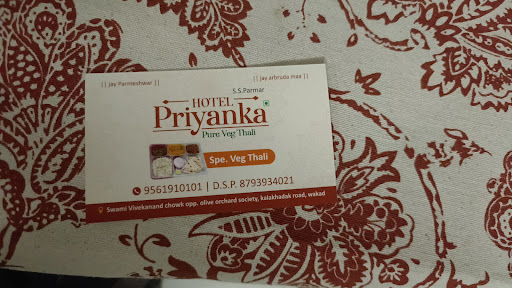 || Jay Parmeshwar ||
|| Jay arbruda maa ||
S.S.Parmar
HOTEL
Priyanka
Pure Veg Thali
Spe. Veg Thali
9561910101 | D.S.P. 8793934021
Swami Vivekanand chowk opp. olive orchard society, kalakhadak road, wakad